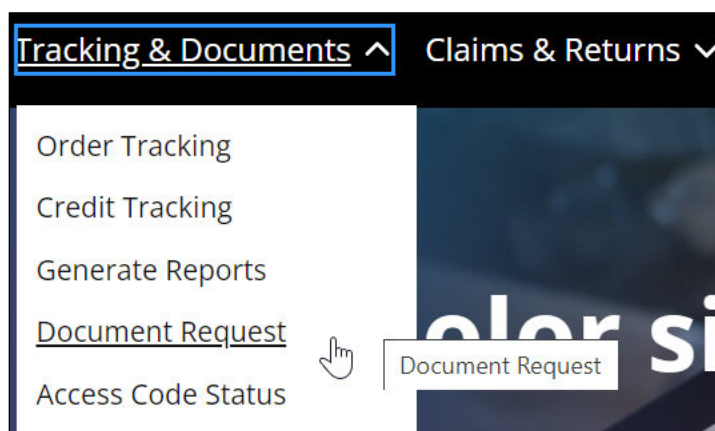 Tracking & Documents
Claims & Returns
Order Tracking
Credit Tracking
Generate Reports
Document Request
Document Request
Access Code Status